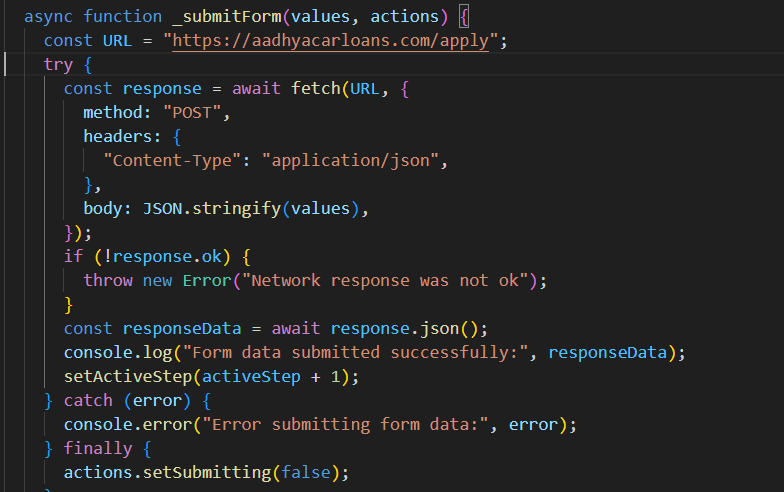 async function _submitForm(values, actions) {
const URL = "https://aadhyacarloans.com/apply";
try {
const response = await fetch(URL, {
method: "POST",
headers: {
"Content-Type": "application/json",
},
body: JSON.stringify(values),
});
if (!response.ok) {
throw new Error("Network response was not ok");
}
const responseData = await response.json();
console.log("Form data submitted successfully:", responseData);
setActiveStep(activeStep + 1);
} catch (error) {
console.error("Error submitting form data:", error);
} finally {
actions.setSubmitting(false);